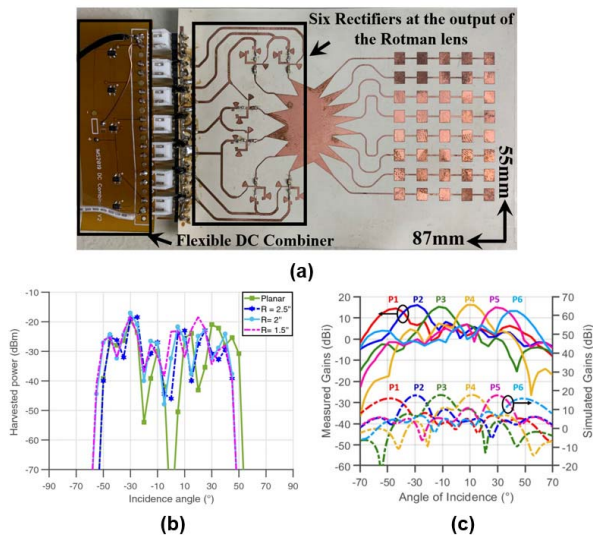 Six Rectifiers at the output of
the Rotman lens
MS2019 DC Combiner V2
Flexible DC Combiner
87mm
55mm
(a)
Harvested power (dBm)
-10
-20
-30
-40
-50
-60
-70
-90 -70 -50 -30 -10 10 30 50 70 90
Incidence angle (°)
Planar
R = 2.5"
R = 2"
R= 1.5"
(b)
Measured Gains (dBi)
20
10
0
-10
-20
-30
-40
-50
-60
P1 P2 P3 P4 P5 P6
P1 P2 P3 P4 P5 P6
70
60
50
40
30
20
10
0
-10
-20
Simulated Gains (dBi)
-70 -50 -30 -10 10 30 50 70
Angle of Incidence (°)
(c)